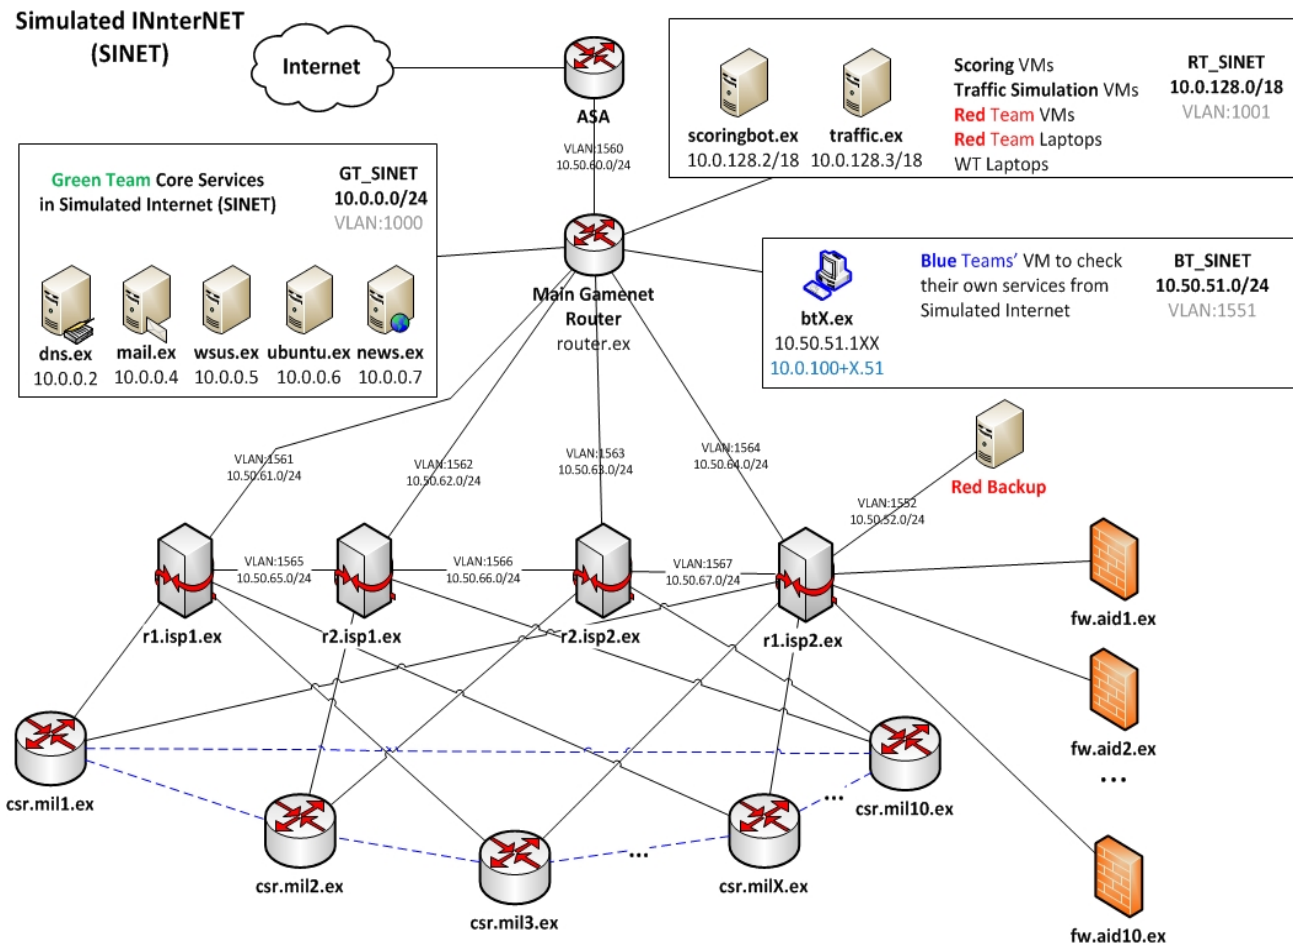 Simulated INnterNET
(SINET)
Internet
ASA
VLAN:1560
10.50.60.0/24
scoringbot.ex
10.0.128.2/18
traffic.ex
10.0.128.3/18
Scoring VMs
Traffic Simulation VMs
Red Team VMs
Red Team Laptops
WT Laptops
RT_SINET
10.0.128.0/18
VLAN:1001
Green Team Core Services
in Simulated Internet (SINET)
GT_SINET
10.0.0.0/24
VLAN:1000
dns.ex
10.0.0.2
mail.ex
10.0.0.4
wsus.ex
10.0.0.5
ubuntu.ex
10.0.0.6
news.ex
10.0.0.7
Main Gamenet
Router
router.ex
btX.ex
10.50.51.1XX
10.0.100+X.51
Blue Teams' VM to check
their own services from
Simulated Internet
BT_SINET
10.50.51.0/24
VLAN:1551
VLAN:1561
10.50.61.0/24
VLAN:1562
10.50.62.0/24
VLAN:1563
10.50.63.0/24
VLAN:1564
10.50.64.0/24
Red Backup
VLAN:1552
10.50.52.0/24
VLAN:1565
10.50.65.0/24
VLAN:1566
10.50.66.0/24
VLAN:1567
10.50.67.0/24
r1.isp1.ex
r2.isp1.ex
r2.isp2.ex
r1.isp2.ex
fw.aid1.ex
fw.aid2.ex
...
fw.aid10.ex
csr.mil1.ex
csr.mil2.ex
csr.mil3.ex
...
csr.milX.ex
...
csr.mil10.ex